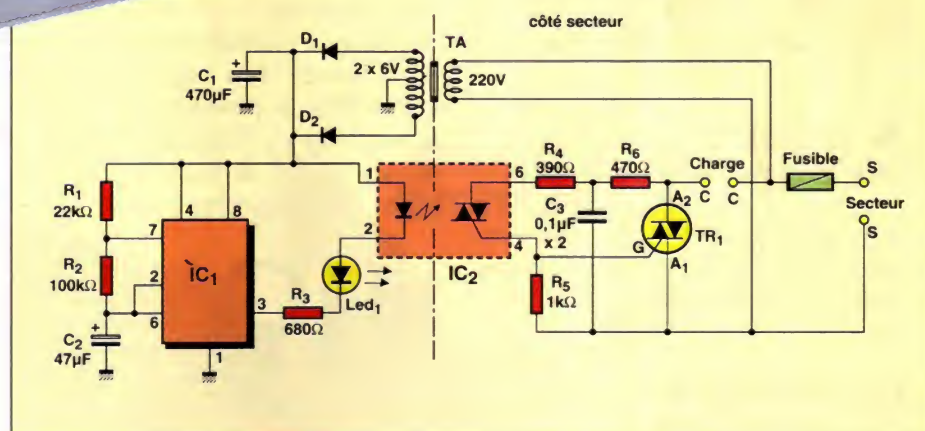 côté secteur
D1
TA
C1
470µF
+
2 x 6V
220V
D2
R1
22kΩ
R2
100kΩ
C2
47µF
+
4
8
7
2
6
3
1
IC1
R3
680Ω
Led1
1
2
6
4
IC2
R4
390Ω
R6
470Ω
C3
0,1µF
x 2
R5
1kΩ
G
A2
A1
TR1
Charge
C
C
Fusible
S
Secteur
S